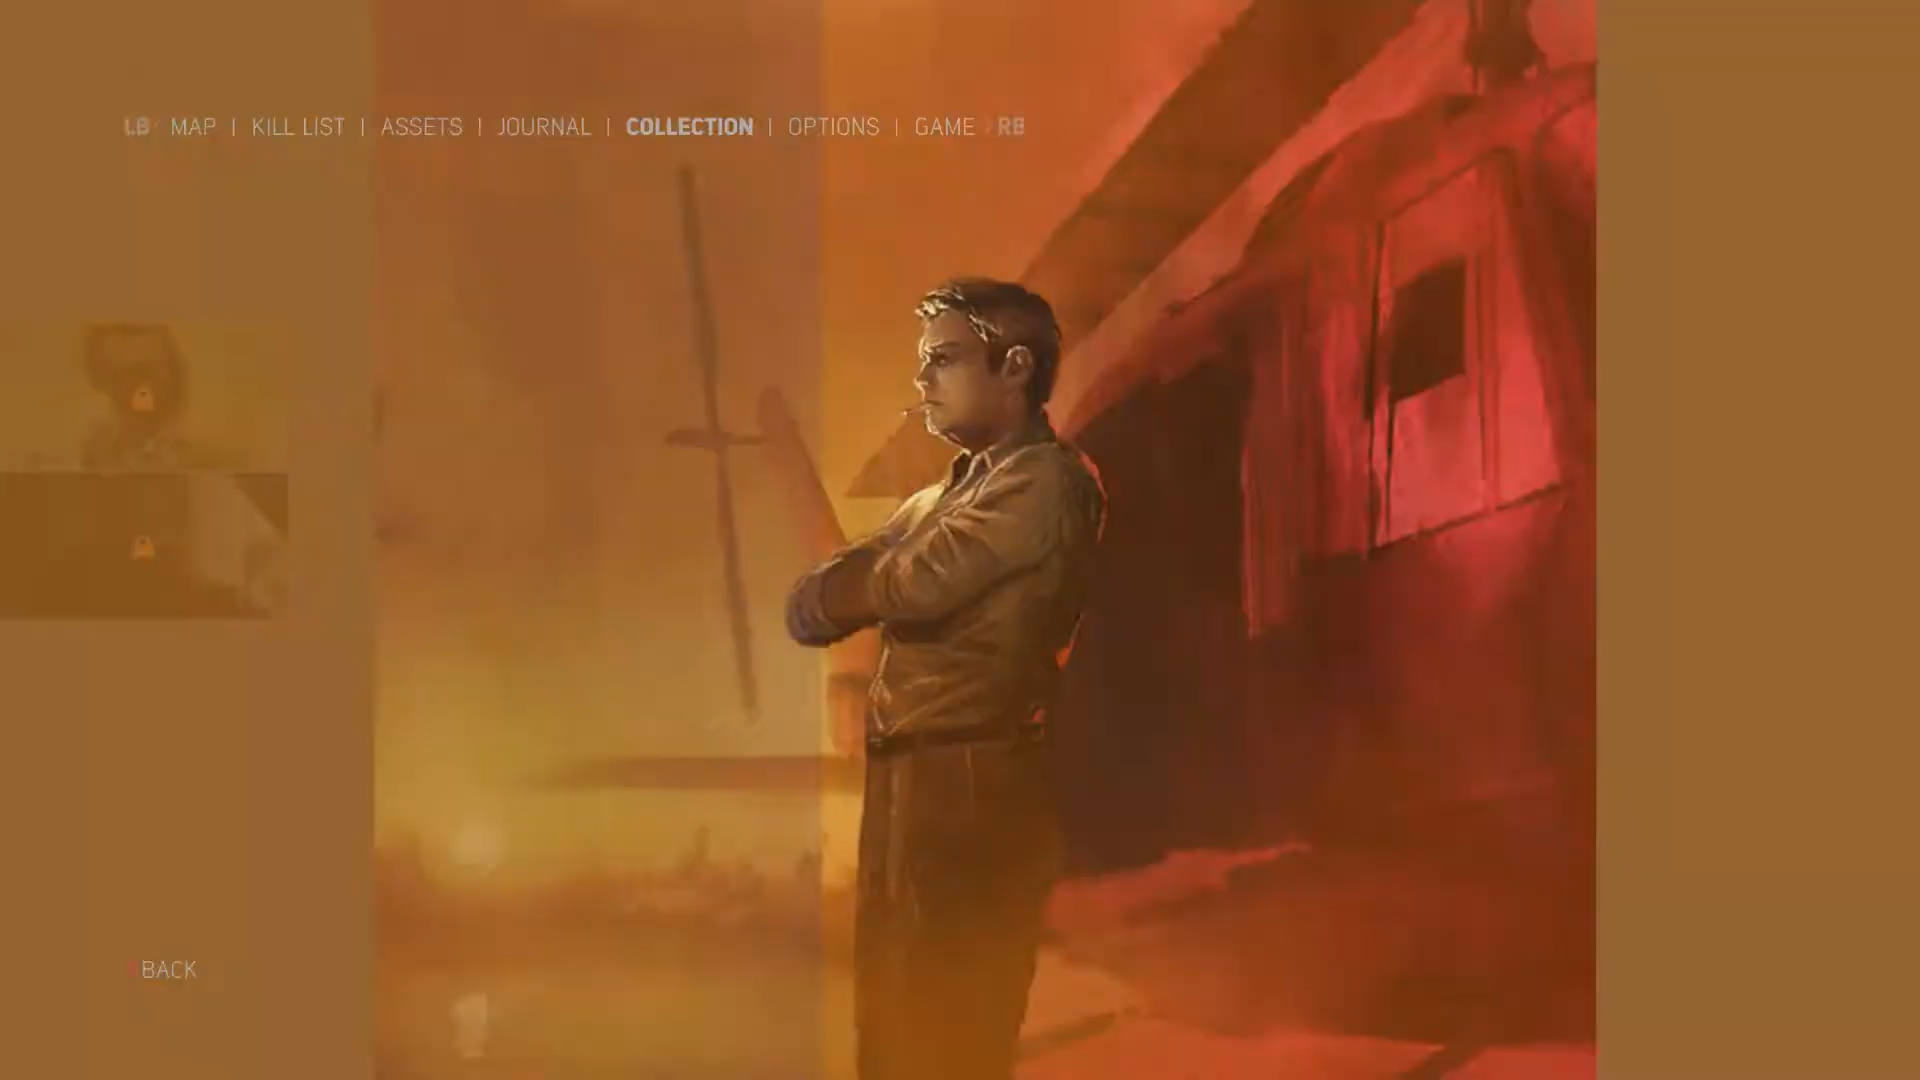 LB MAP | KILL LIST | ASSETS | JOURNAL | COLLECTION | OPTIONS | GAME RB
BACK